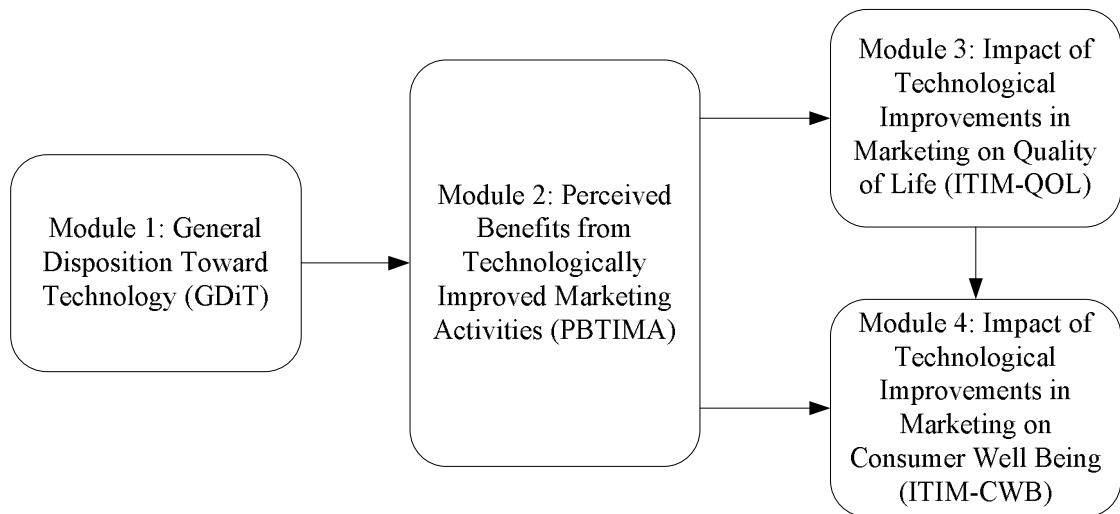 Module 1: General
Disposition Toward
Technology (GDiT)
Module 2: Perceived
Benefits from
Technologically
Improved Marketing
Activities (PBTIMA)
Module 3: Impact of
Technological
Improvements in
Marketing on Quality
of Life (ITIM-QOL)
Module 4: Impact of
Technological
Improvements in
Marketing on
Consumer Well Being
(ITIM-CWB)